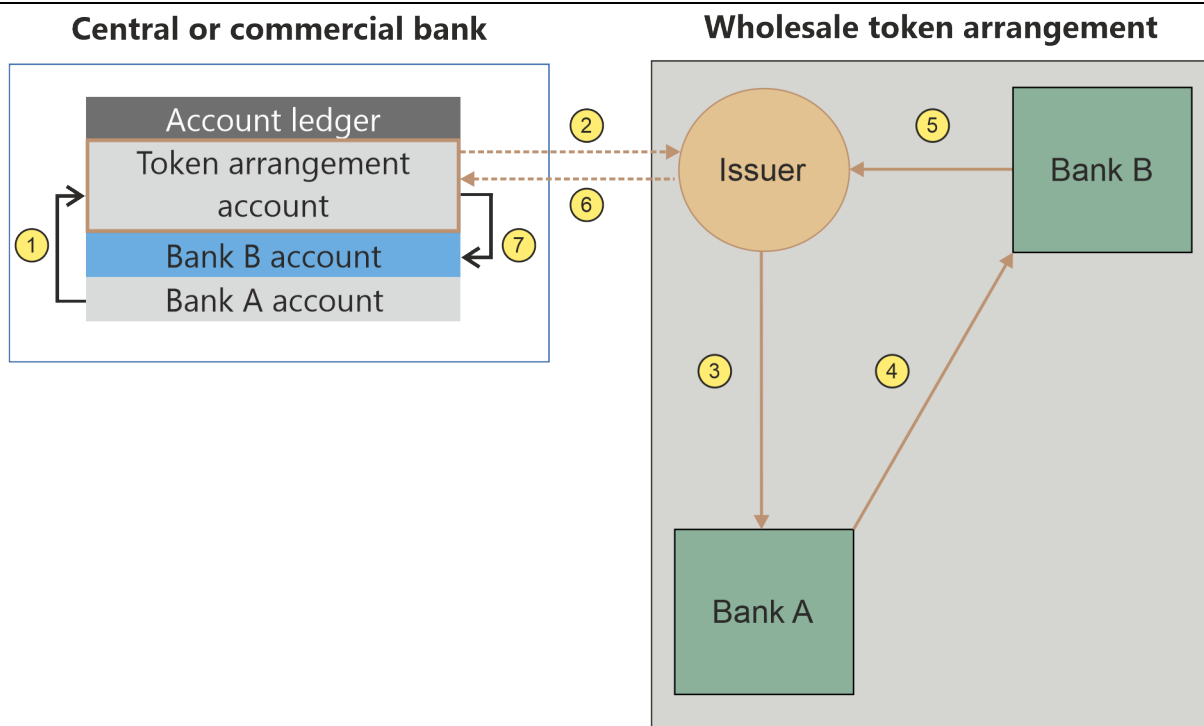 Central or commercial bank
Wholesale token arrangement
Account ledger
Token arrangement
account
Bank B account
Bank A account
1
2
6
7
Issuer
5
Bank B
3
4
Bank A